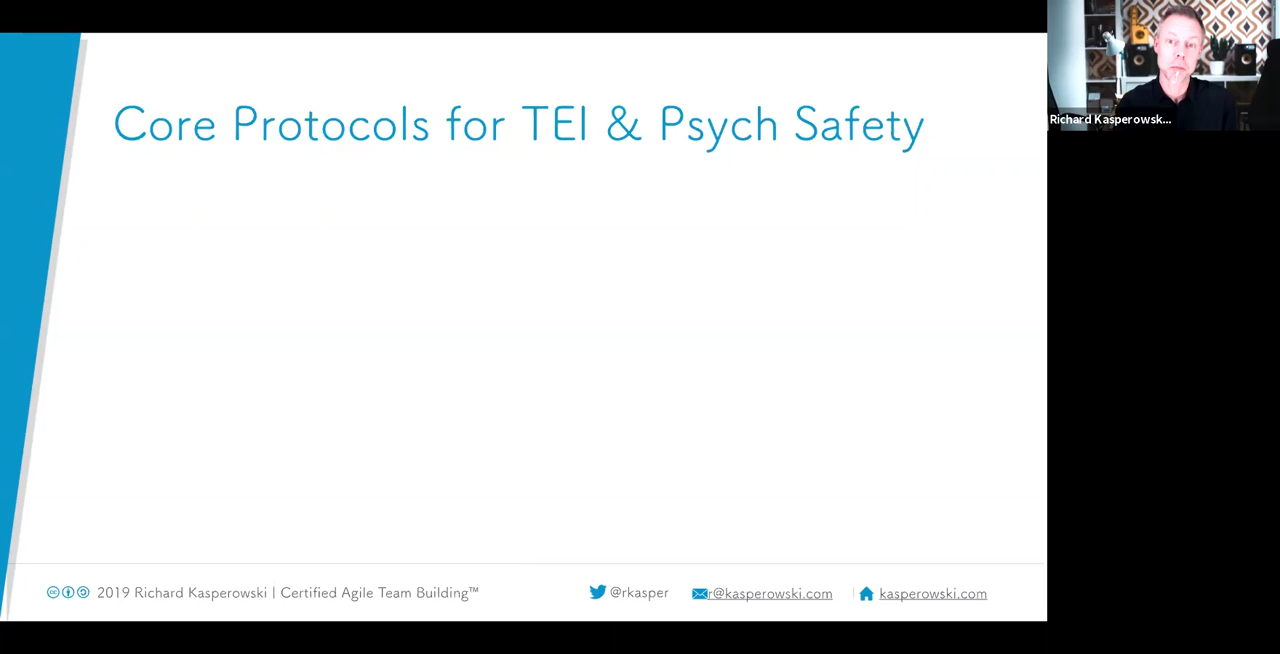 Core Protocols for TEI & Psych Safety
Richard Kasperowsk...
2019 Richard Kasperowski | Certified Agile Team Building™
@rkasper
r@kasperowski.com
kasperowski.com